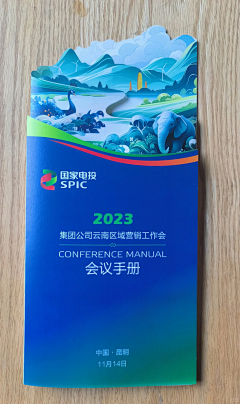 国家电投
SPIC
2023
集团公司云南区域营销工作会
CONFERENCE MANUAL
会议手册
中国·昆明
11月14日